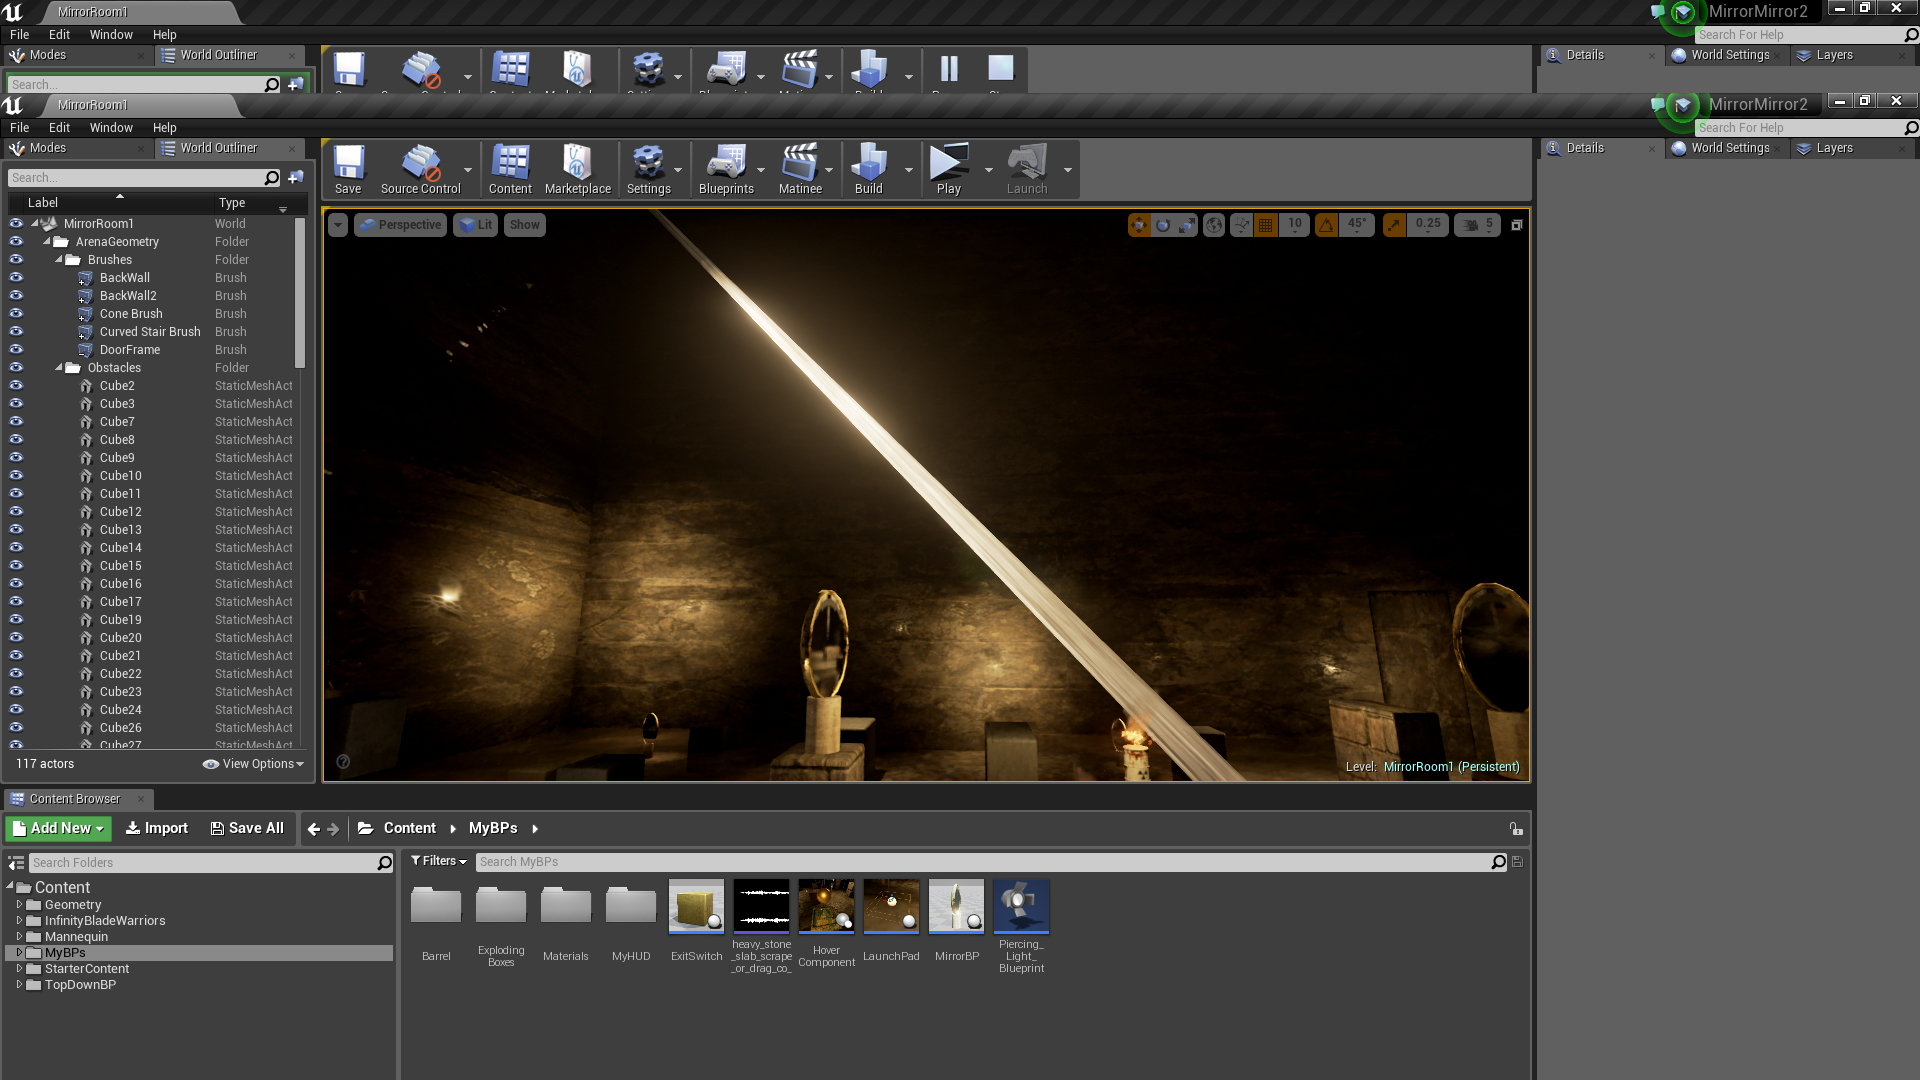 MirrorRoom1
MirrorMirror2
File Edit Window Help
Search For Help
Modes World Outliner
Details World Settings Layers
Search...
MirrorRoom1
MirrorMirror2
File Edit Window Help
Search For Help
Modes World Outliner
Details World Settings Layers
Search...
Save Source Control Content Marketplace Settings Blueprints Matinee Build Play Launch
Label Type
Perspective Lit Show
10 45° 0.25 5
MirrorRoom1 World
ArenaGeometry Folder
Brushes Folder
BackWall Brush
BackWall2 Brush
Cone Brush Brush
Curved Stair Brush Brush
DoorFrame Brush
Obstacles Folder
Cube2 StaticMeshAct
Cube3 StaticMeshAct
Cube7 StaticMeshAct
Cube8 StaticMeshAct
Cube9 StaticMeshAct
Cube10 StaticMeshAct
Cube11 StaticMeshAct
Cube12 StaticMeshAct
Cube13 StaticMeshAct
Cube14 StaticMeshAct
Cube15 StaticMeshAct
Cube16 StaticMeshAct
Cube17 StaticMeshAct
Cube19 StaticMeshAct
Cube20 StaticMeshAct
Cube21 StaticMeshAct
Cube22 StaticMeshAct
Cube23 StaticMeshAct
Cube24 StaticMeshAct
Cube26 StaticMeshAct
Cube27 StaticMeshAct
117 actors View Options
Level: MirrorRoom1 (Persistent)
Content Browser
Add New Import Save All Content MyBPs
Search Folders
Filters Search MyBPs
Content
Geometry
InfinityBladeWarriors
Mannequin
MyBPs
StarterContent
TopDownBP
Barrel
Exploding
Boxes
Materials
MyHUD
ExitSwitch
heavy_stone
_slab_scrape
_or_drag_co_
Hover
Component
LaunchPad
MirrorBP
Piercing_
Light_
Blueprint